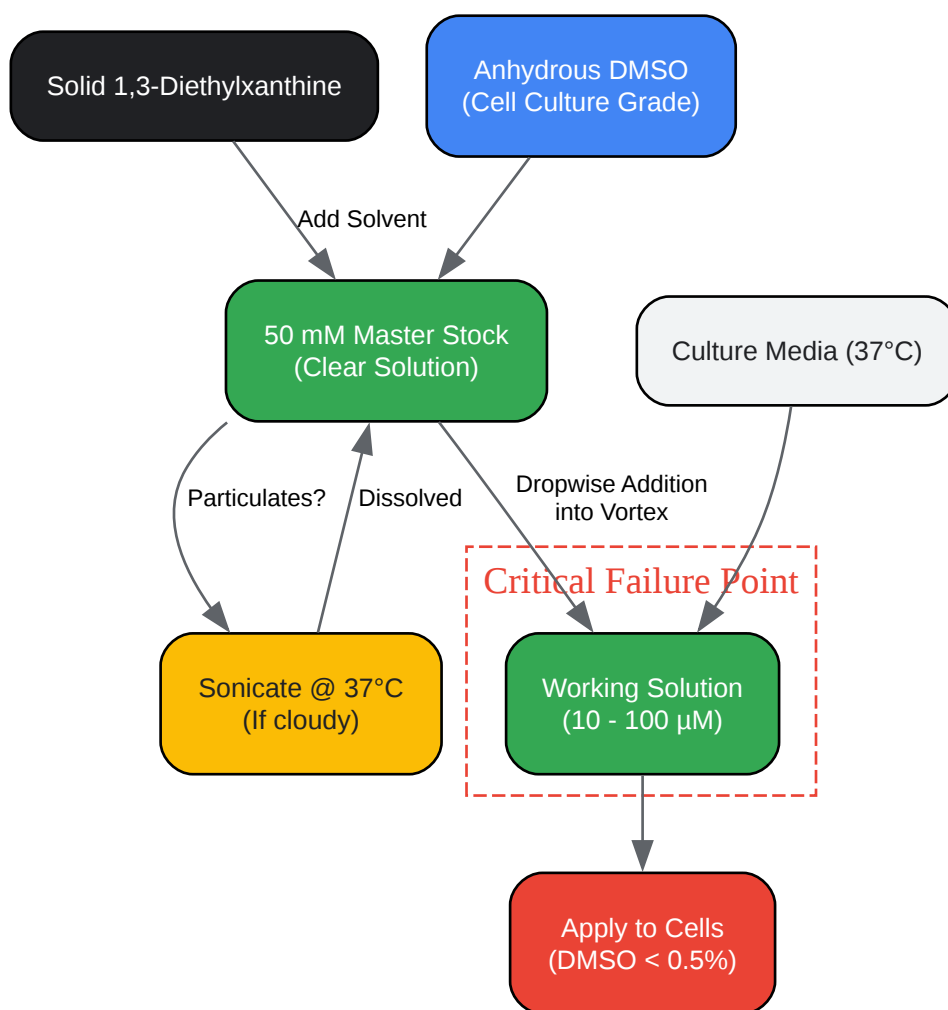 Solid 1,3-Diethylxanthine
Anhydrous DMSO
(Cell Culture Grade)
Add Solvent
50 mM Master Stock
(Clear Solution)
Culture Media (37°C)
Particulates?
Dissolved
Dropwise Addition
into Vortex
Critical Failure Point
Sonicate @ 37°C
(If cloudy)
Working Solution
(10 - 100 µM)
Apply to Cells
(DMSO < 0.5%)